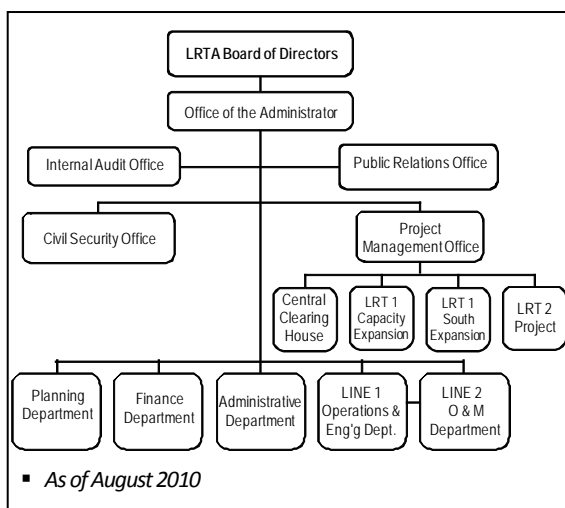 LRTA Board of Directors
Office of the Administrator
Internal Audit Office
Public Relations Office
Civil Security Office
Project
Management Office
Central
Clearing
House
LRT 1
Capacity
Expansion
LRT 1
South
Expansion
LRT 2
Project
Planning
Department
Finance
Department
Administrative
Department
LINE 1
Operations &
Eng'g Dept.
LINE 2
O & M
Department
▪ As of August 2010